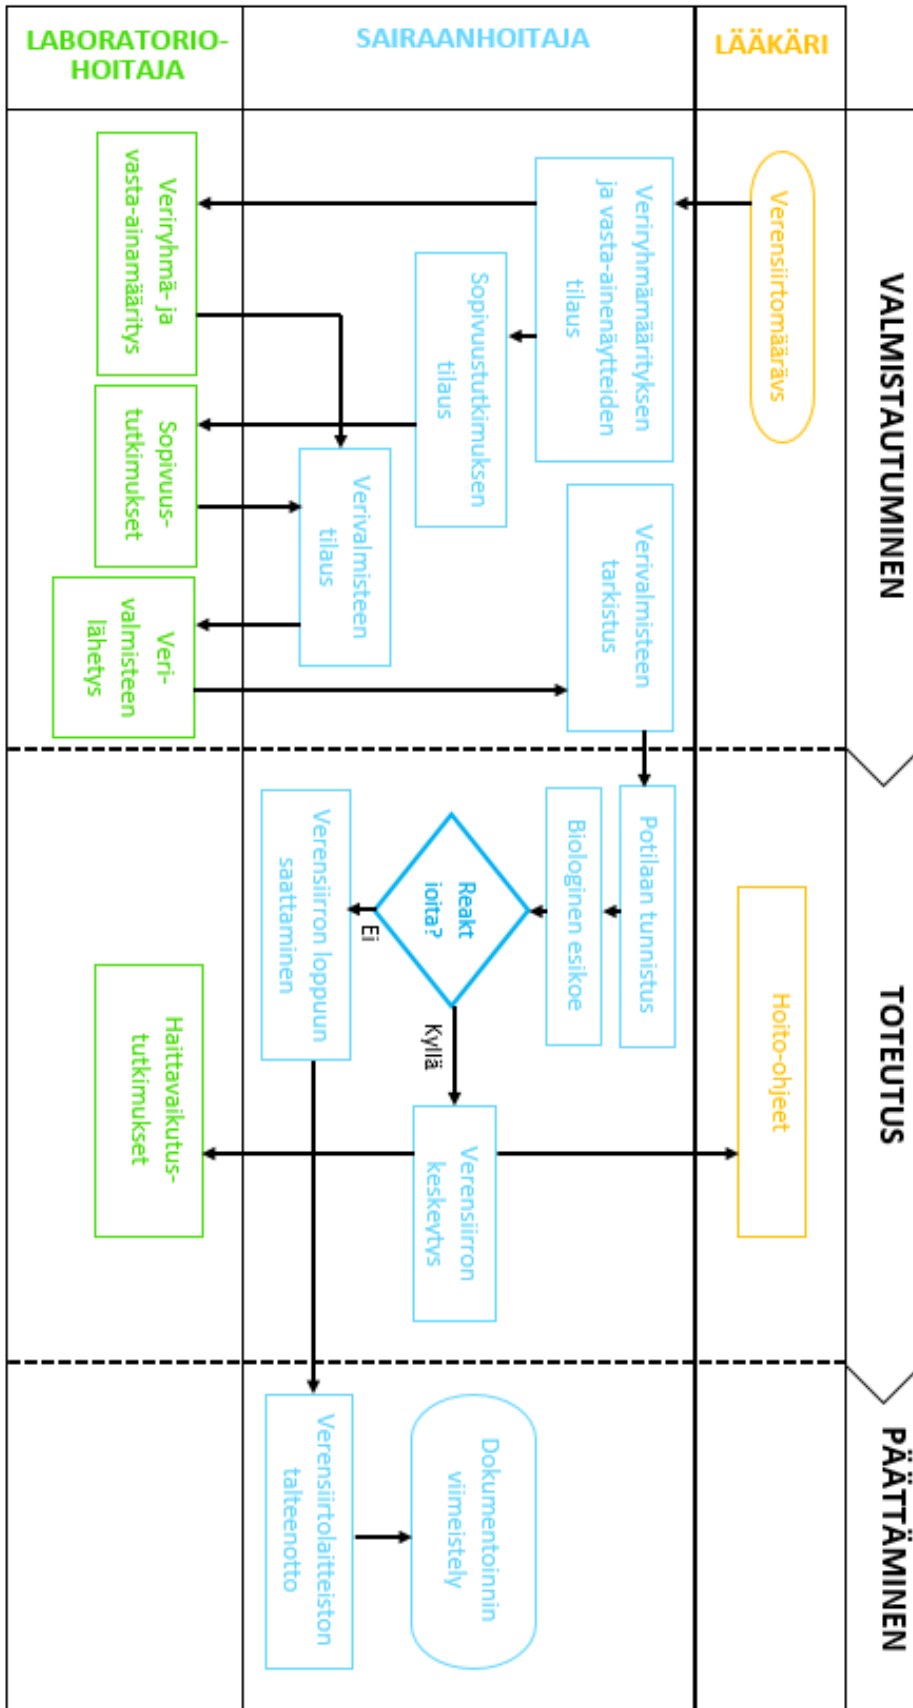 LABORATORIO-
HOITAJA
SAIRAANHOITAJA
LÄÄKÄRI
VALMISTAUTUMINEN
Verensiirtomääräys
Veriryhmämäärityksen
ja vasta-ainenäytteiden
tilaus
Sopivuustutkimuksen
tilaus
Veriryhmä- ja
vasta-ainamääritys
Sopivuus-
tutkimukset
Verivalmisteen
tilaus
Veri-
valmisteen
lähetys
Verivalmisteen
tarkistus
TOTEUTUS
Potilaan tunnistus
Biologinen esikoe
Reakt
ioita?
Ei
Kyllä
Verensiirron loppuun
saattaminen
Verensiirron
keskeytys
Hoito-ohjeet
Haittavaikutus-
tutkimukset
PÄÄTTÄMINEN
Verensiirtolaitteiston
talteenotto
Dokumentoinnin
viimeistely